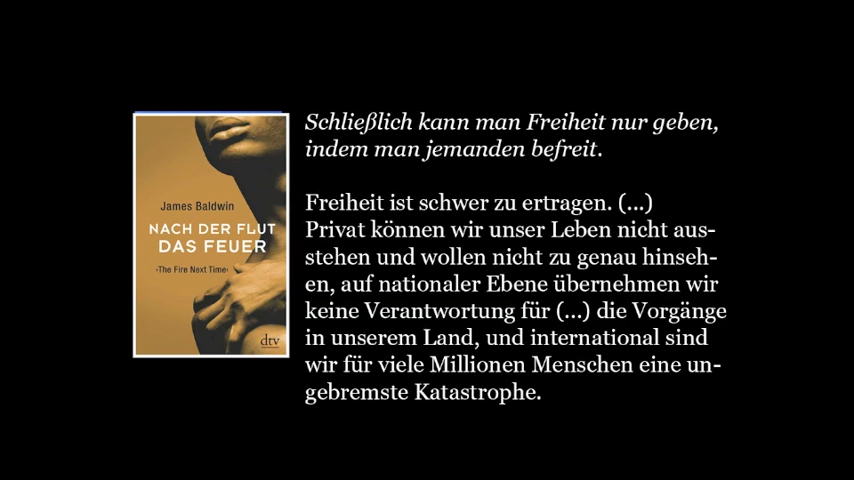 James Baldwin
NACH DER FLUT
DAS FEUER
›The Fire Next Time‹
dtv
Schließlich kann man Freiheit nur geben,
indem man jemanden befreit.
Freiheit ist schwer zu ertragen. (...)
Privat können wir unser Leben nicht aus-
stehen und wollen nicht zu genau hinseh-
en, auf nationaler Ebene übernehmen wir
keine Verantwortung für (...) die Vorgänge
in unserem Land, und international sind
wir für viele Millionen Menschen eine un-
gebremste Katastrophe.